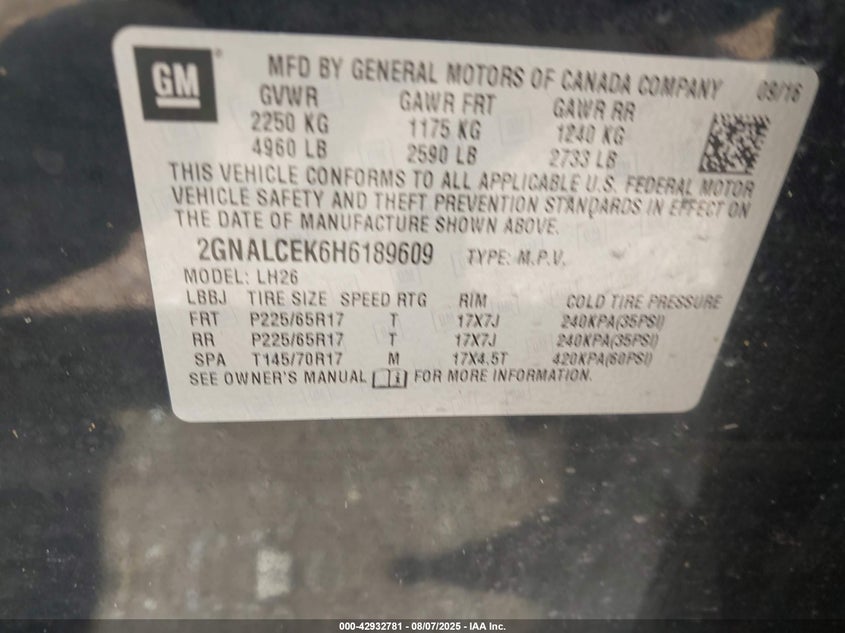 GM
MFD BY GENERAL MOTORS OF CANADA COMPANY 09/16
GVWR GAWR FRT GAWR RR
2250 KG 1175 KG 1240 KG
4960 LB 2590 LB 2733 LB
THIS VEHICLE CONFORMS TO ALL APPLICABLE U.S. FEDERAL MOTOR
VEHICLE SAFETY AND THEFT PREVENTION STANDARDS IN EFFECT ON
THE DATE OF MANUFACTURE SHOWN ABOVE.
2GNALCEK6H6189609 TYPE: M.P.V.
MODEL: LH26
LBBJ TIRE SIZE SPEED RTG RIM COLD TIRE PRESSURE
FRT P225/65R17 T 17X7J 240KPA(35PSI)
RR P225/65R17 T 17X7J 240KPA(35PSI)
SPA T145/70R17 M 17X4.5T 420KPA(60PSI)
SEE OWNER'S MANUAL FOR MORE INFORMATION.
000-42932781 - 08/07/2025 - IAA Inc.